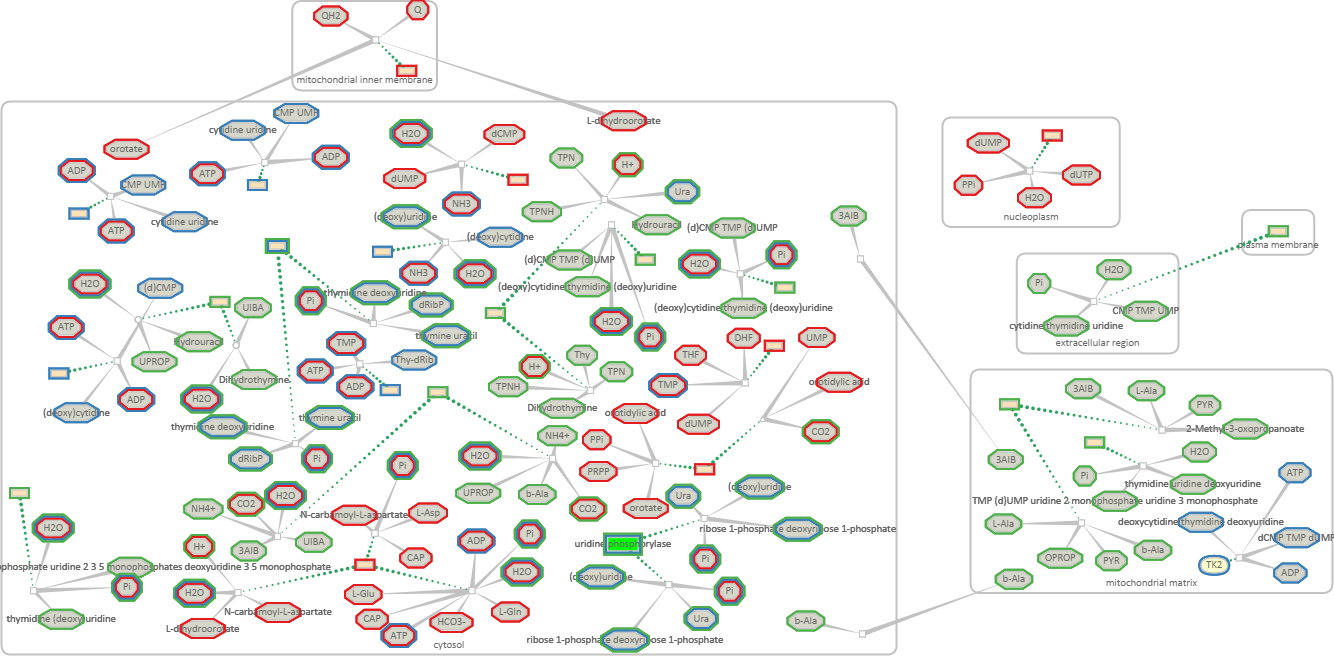 QH2
Q
mitochondrial inner membrane
orotate
cytidine uridine
CMP UMP
ADP
ATP
ADP
CMP UMP
cytidine uridine
ATP
H2O
dCMP
L-dihydroorotate
dUMP
NH3
TPN
H+
Ura
TPNH
Hydrouracil
(deoxy)uridine
(deoxy)cytidine
NH3
H2O
(d)CMP TMP (d)UMP
(deoxy)cytidine thymidine (deoxy)uridine
H2O
Pi
(d)CMP TMP (d)UMP
H2O
Pi
(deoxy)cytidine thymidine (deoxy)uridine
3AIB
dUMP
PPi
H2O
dUTP
nucleoplasm
plasma membrane
Pi
H2O
CMP TMP UMP
cytidine thymidine uridine
extracellular region
H2O
(d)CMP
ATP
Hydrouracil
UPROP
ADP
(deoxy)cytidine
UIBA
Dihydrothymine
H2O
Pi
thymidine deoxyuridine
dRibP
thymine uratil
TMP
ATP
ADP
Thy-dRib
thymidine deoxyuridine
thymine uratil
dRibP
Pi
H+
Thy
TPN
TPNH
Dihydrothymine
THF
DHF
UMP
TMP
dUMP
orotidylic acid
CO2
orotidylic acid
PPi
PRPP
orotate
NH4+
H2O
UPROP
b-Ala
CO2
Pi
N-carbamoyl-L-aspartate
L-Asp
CAP
NH4+
CO2
H2O
3AIB
UIBA
H2O
phosphate uridine 2 3 5 monophosphates deoxyuridine 3 5 monophosphate
Pi
thymidine (deoxy)uridine
H+
H2O
N-carbamoyl-L-aspartate
L-dihydroorotate
ADP
Pi
H2O
L-Glu
CAP
ATP
HCO3-
L-Gln
cytosol
Ura
(deoxy)uridine
ribose 1-phosphate deoxyribose 1-phosphate
uridine phosphorylase
Pi
(deoxy)uridine
Pi
Ura
ribose 1-phosphate deoxyribose 1-phosphate
b-Ala
3AIB
3AIB
L-Ala
PYR
2-Methyl-3-oxopropanoate
H2O
Pi
thymidine uridine deoxyuridine
TMP (d)UMP uridine 2 monophosphate uridine 3 monophosphate
L-Ala
OPROP
PYR
b-Ala
b-Ala
mitochondrial matrix
ATP
deoxycytidine thymidine deoxyuridine
dCMP TMP dUMP
TK2
ADP